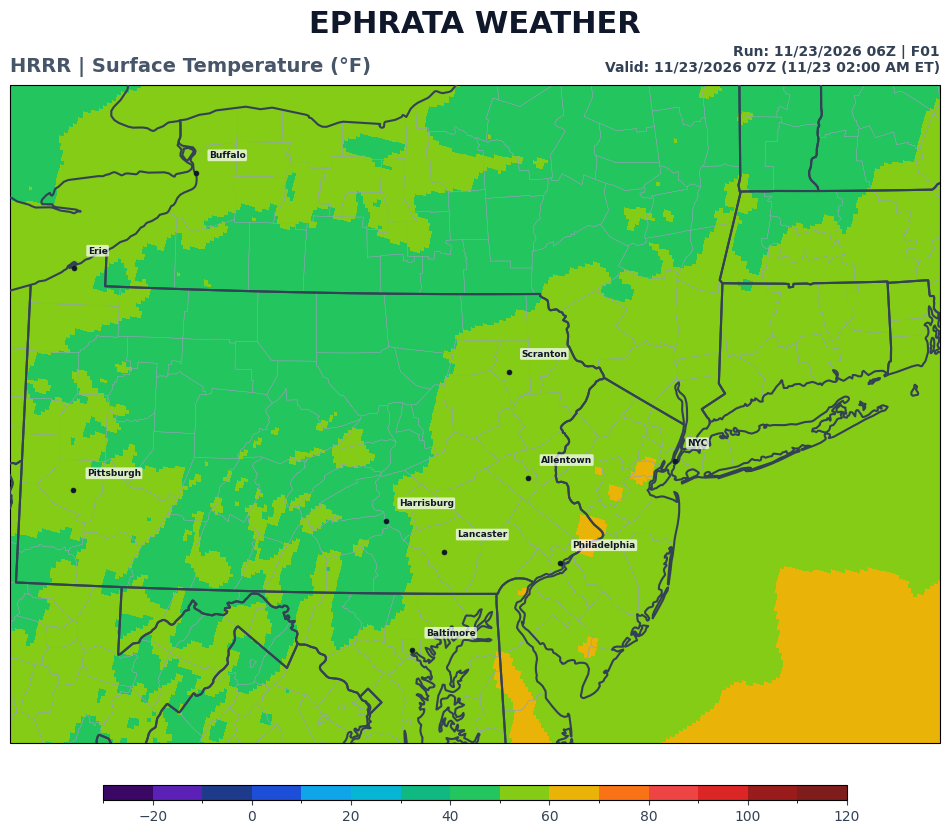 EPHRATA WEATHER
HRRR | Surface Temperature (°F)
Run: 11/23/2026 06Z | F01
Valid: 11/23/2026 07Z (11/23 02:00 AM ET)
Buffalo
Erie
Scranton
NYC
Allentown
Pittsburgh
Harrisburg
Lancaster
Philadelphia
Baltimore
−20 0 20 40 60 80 100 120